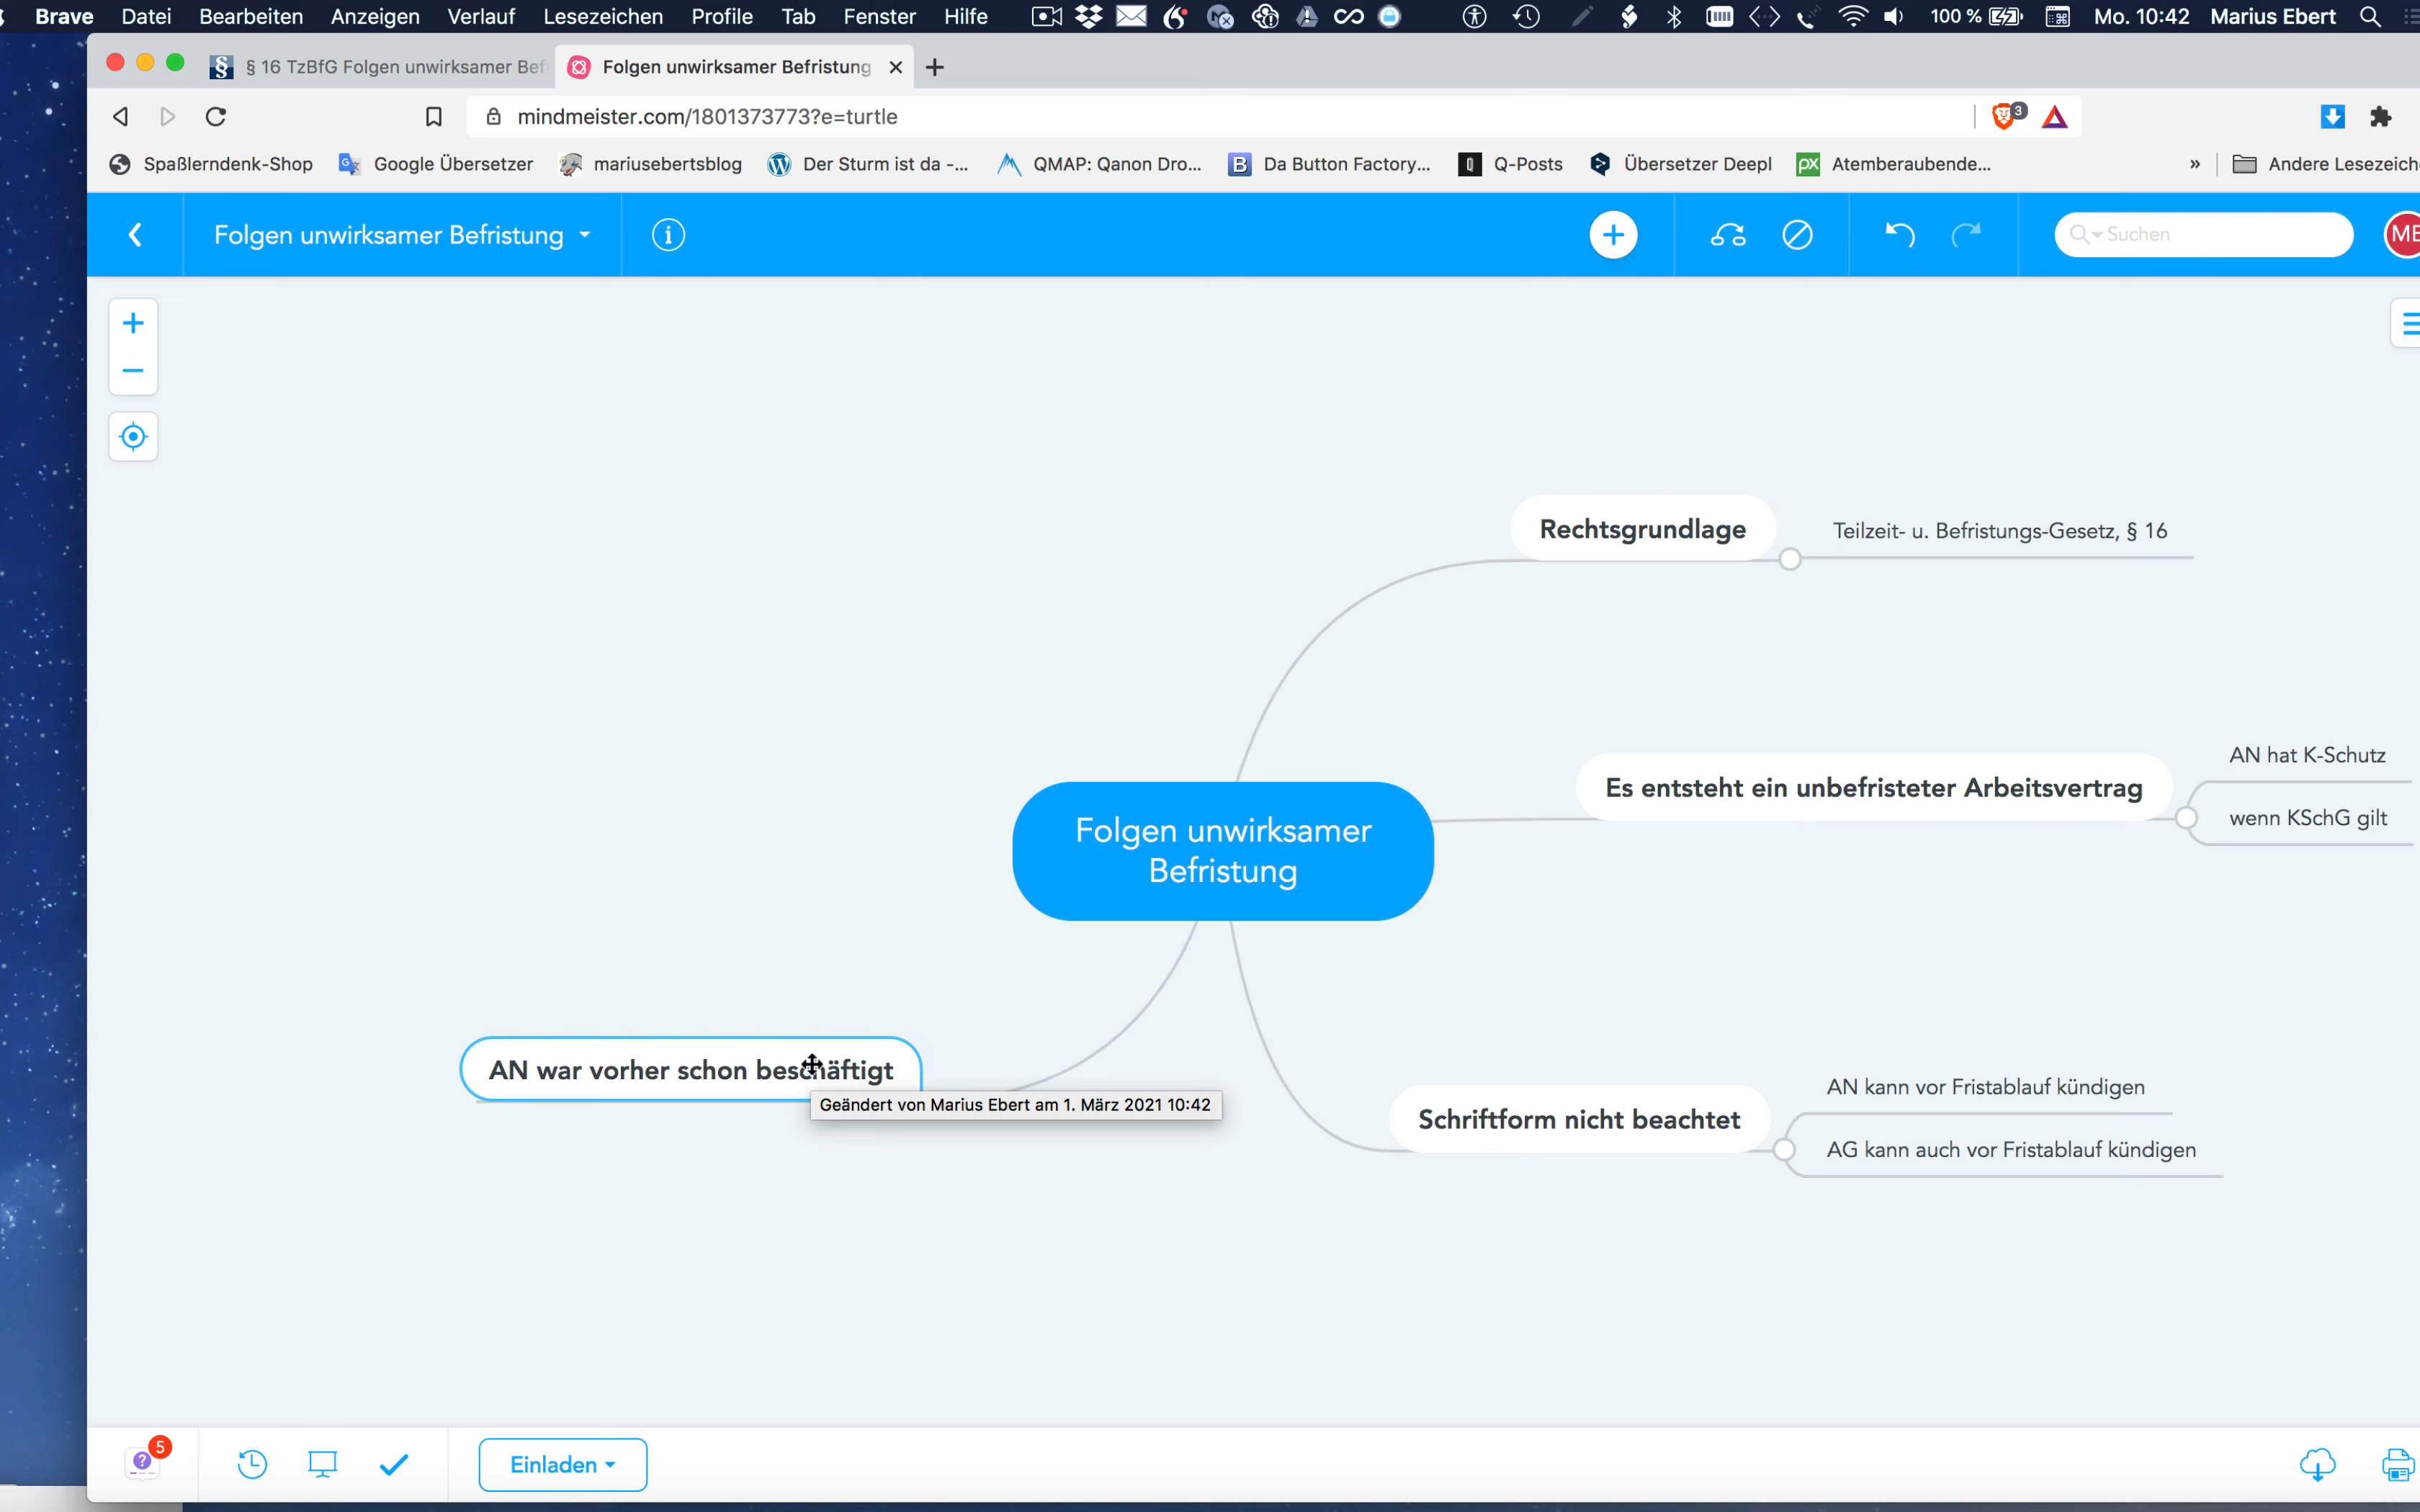 Brave Datei Bearbeiten Anzeigen Verlauf Lesezeichen Profile Tab Fenster Hilfe 100 % Mo. 10:42 Marius Ebert
§ 16 TzBfG Folgen unwirksamer Bef
Folgen unwirksamer Befristung
mindmeister.com/1801373773?e=turtle
3
Spaßlerndenk-Shop Google Übersetzer mariusebertsblog Der Sturm ist da -... QMAP: Qanon Dro... Da Button Factory... Q-Posts Übersetzer Deepl Atemberaubende... » Andere Lesezeich
Folgen unwirksamer Befristung
Suchen
ME
Rechtsgrundlage
Teilzeit- u. Befristungs-Gesetz, § 16
AN hat K-Schutz
Es entsteht ein unbefristeter Arbeitsvertrag
wenn KSchG gilt
Folgen unwirksamer
Befristung
AN war vorher schon beschäftigt
Geändert von Marius Ebert am 1. März 2021 10:42
AN kann vor Fristablauf kündigen
Schriftform nicht beachtet
AG kann auch vor Fristablauf kündigen
5
Einladen